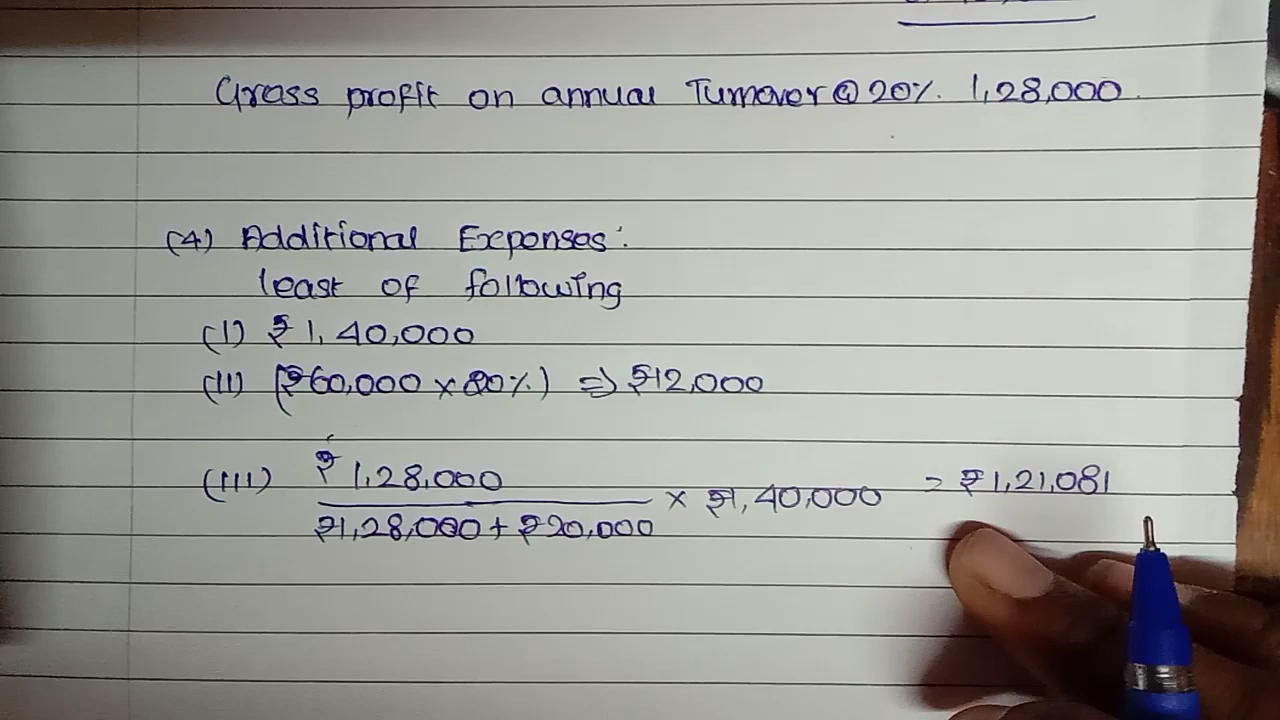 Gross profit on annual Turnover @ 20%. 1,28,000
(4) Additional Expenses:
least of following
(I) ₹1,40,000
(II) (₹60,000 × 20%) ⇒ ₹12,000
(III) ₹1,28,000
₹1,28,000 + ₹20,000 × ₹1,40,000 = ₹1,21,081